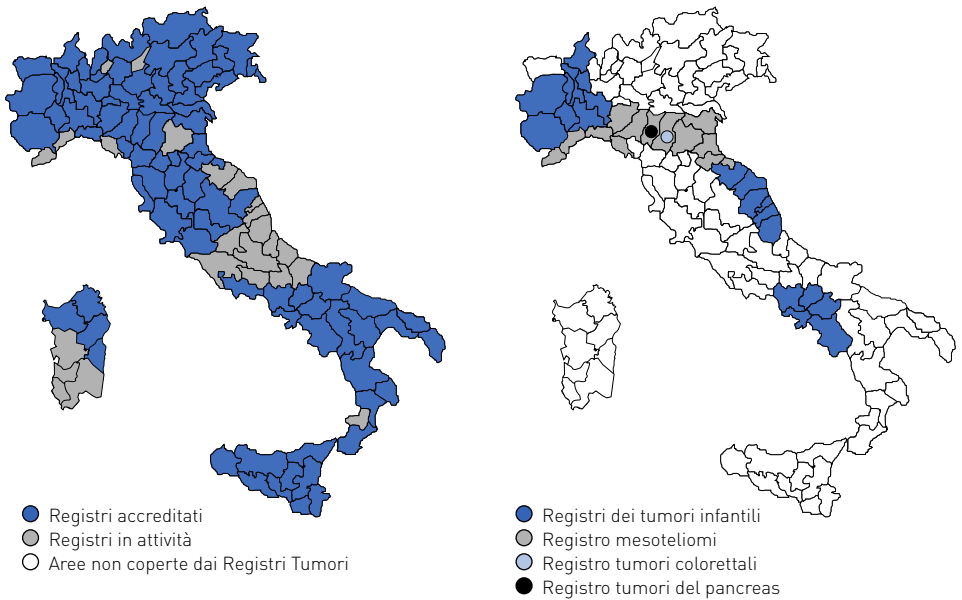 Registri accreditati
Registri in attività
Aree non coperte dai Registri Tumori
Registri dei tumori infantili
Registro mesoteliomi
Registro tumori colorettali
Registro tumori del pancreas